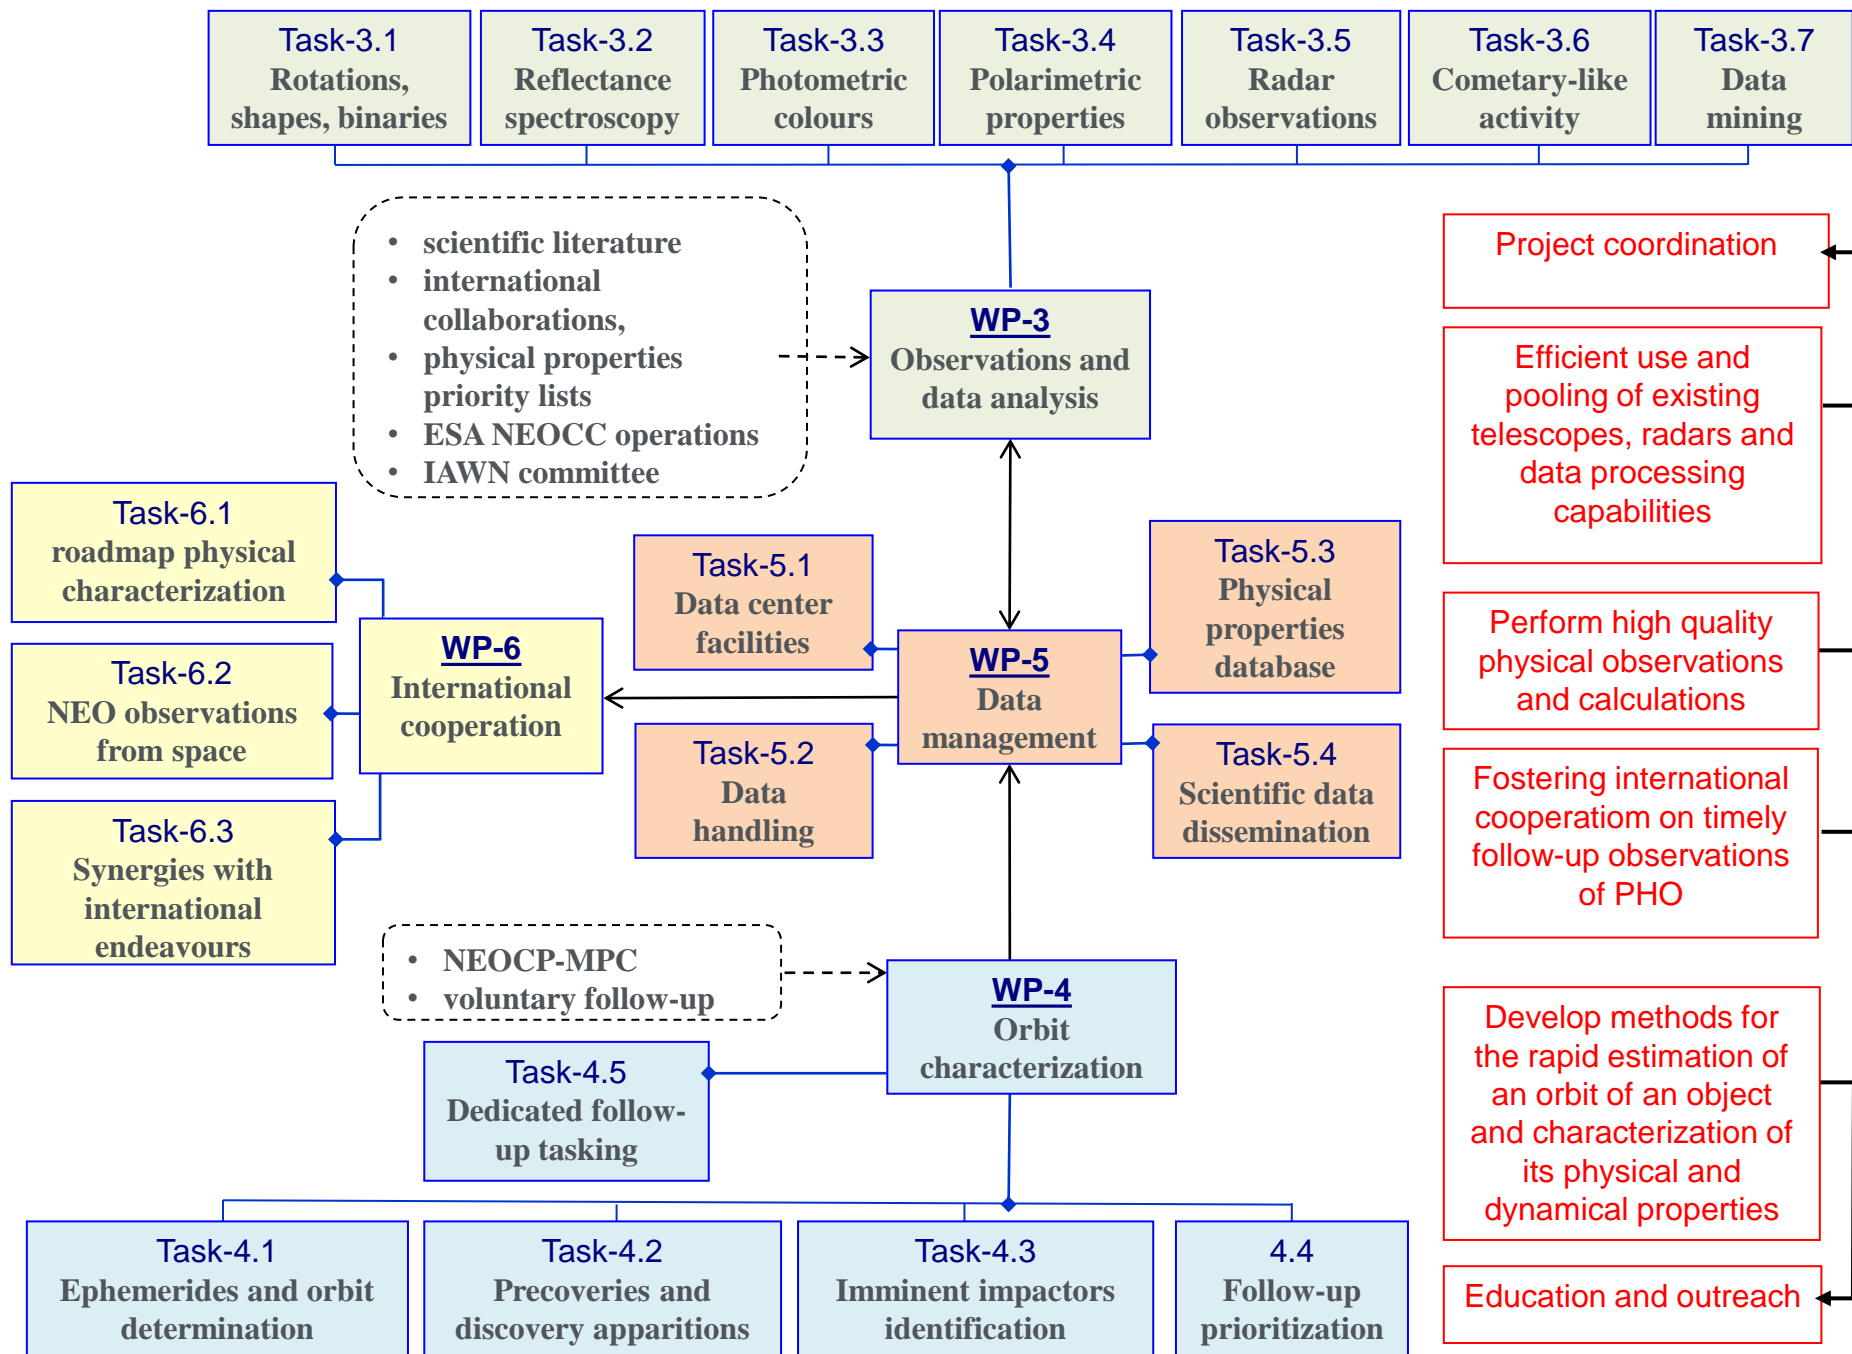 Task-3.1
Rotations,
shapes, binaries
Task-3.2
Reflectance
spectroscopy
Task-3.3
Photometric
colours
Task-3.4
Polarimetric
properties
Task-3.5
Radar
observations
Task-3.6
Cometary-like
activity
Task-3.7
Data
mining
• scientific literature
• international
collaborations,
• physical properties
priority lists
• ESA NEOCC operations
• IAWN committee
WP-3
Observations and
data analysis
Project coordination
Efficient use and
pooling of existing
telescopes, radars and
data processing
capabilities
Task-6.1
roadmap physical
characterization
Task-6.2
NEO observations
from space
Task-6.3
Synergies with
international
endeavours
WP-6
International
cooperation
Task-5.1
Data center
facilities
Task-5.2
Data
handling
WP-5
Data
management
Task-5.3
Physical
properties
database
Task-5.4
Scientific data
dissemination
Perform high quality
physical observations
and calculations
Fostering international
cooperatiom on timely
follow-up observations
of PHO
• NEOCP-MPC
• voluntary follow-up
WP-4
Orbit
characterization
Task-4.5
Dedicated follow-
up tasking
Develop methods for
the rapid estimation of
an orbit of an object
and characterization of
its physical and
dynamical properties
Task-4.1
Ephemerides and orbit
determination
Task-4.2
Precoveries and
discovery apparitions
Task-4.3
Imminent impactors
identification
4.4
Follow-up
prioritization
Education and outreach